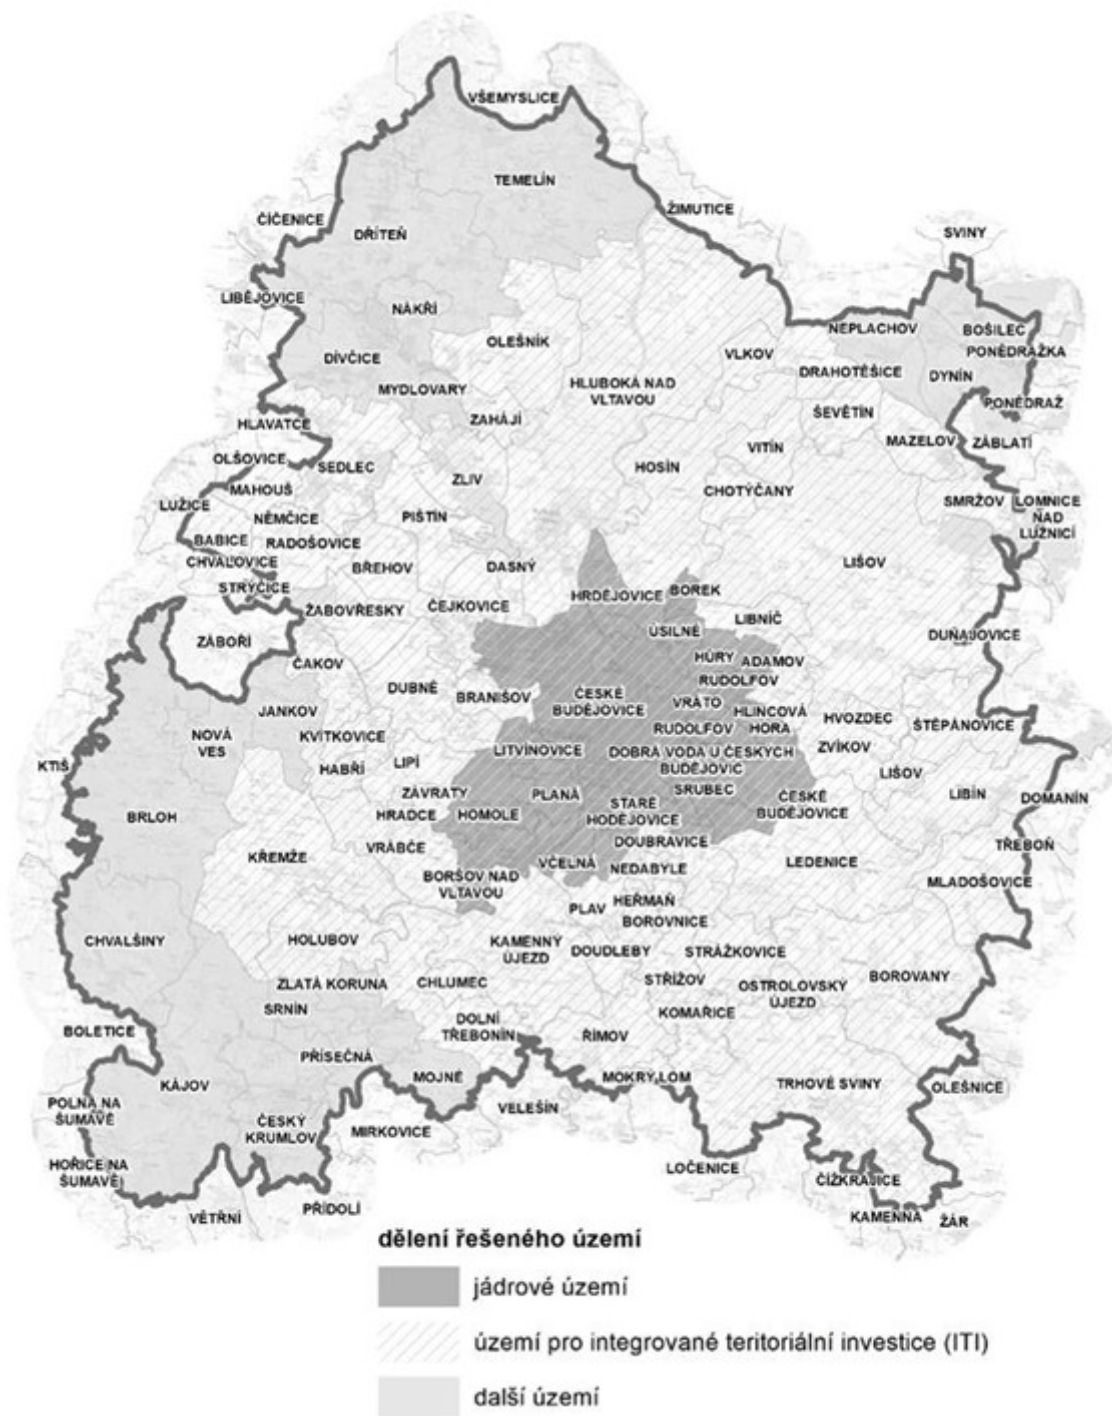 VŠEMYSLICE
TEMELÍN
ŽIMUTICE
ČÍČENICE
DŘÍTEŇ
SVINY
LIBĚJOVICE
NÁKŘÍ
NEPLACHOV
BOŠILEC
OLEŠNÍK
PONĚDRAŽKA
DÍVČICE
VLKOV
DRAHOTĚŠICE
DYNÍN
MYDLOVARY
HLUBOKÁ NAD
VLTAVOU
PONĚDRAŽ
ZAHÁJÍ
ŠEVĚTÍN
HLAVATCE
MAZELOV
ZÁBLATÍ
OLŠOVICE
SEDLEC
VITÍN
HOSÍN
ZLIV
MAHOUŠ
CHOTÝČANY
LUŽICE
SMRŽOV
LOMNICE
NAD
LUŽNICÍ
NĚMČICE
PIŠTÍN
BABICE
RADOŠOVICE
CHVALOVICE
BŘEHOV
DASNÝ
LIŠOV
STRÝČICE
HRDĚJOVICE
BOREK
ŽABOVŘESKY
ČEJKOVICE
LIBNÍČ
ÚSILNÉ
DUŇAJOVICE
ZÁBOŘÍ
HŮRY
ADAMOV
ČAKOV
RUDOLFOV
DUBNÉ
BRANIŠOV
ČESKÉ
BUDĚJOVICE
VRÁTO
JANKOV
HLINCOVÁ
HORA
HVOZDEC
ŠTĚPÁNOVICE
NOVÁ
VES
KVÍTKOVICE
RUDOLFOV
LITVÍNOVICE
DOBRÁ VODA U ČESKÝCH
BUDĚJOVIC
ZVÍKOV
KTIŠ
HABŘÍ
LIPÍ
LIŠOV
ZÁVRATY
PLANÁ
SRUBEC
ČESKÉ
BUDĚJOVICE
LIBÍN
DOMANÍN
BRLOH
HRADCE
HOMOLE
STARÉ
HODĚJOVICE
VRÁBČE
DOUBRAVICE
TŘEBOŇ
KŘEMŽE
VČELNÁ
NEDABYLE
LEDENICE
BORŠOV NAD
VLTAVOU
MLADOŠOVICE
HEŘMAŇ
PLAV
BOROVNICE
CHVALŠINY
HOLUBOV
KAMENNÝ
ÚJEZD
DOUDLEBY
STRÁŽKOVICE
ZLATÁ KORUNA
CHLUMEC
STŘÍŽOV
OSTROLOVSKÝ
ÚJEZD
BOROVANY
SRNÍN
KOMAŘICE
BOLETICE
DOLNÍ
TŘEBONÍN
ŘÍMOV
PŘÍSEČNÁ
KÁJOV
MOJNÉ
MOKRÝ LOM
TRHOVÉ SVINY
OLEŠNICE
POLNÁ NA
ŠUMAVĚ
VELEŠÍN
ČESKÝ
KRUMLOV
MIRKOVICE
HOŘICE NA
ŠUMAVĚ
LOČENICE
ČÍŽKRAJICE
VĚTŘNÍ
PŘÍDOLÍ
KAMENNÁ
ŽÁR
dělení řešeného území
jádrové území
území pro integrované teritoriální investice (ITI)
další území